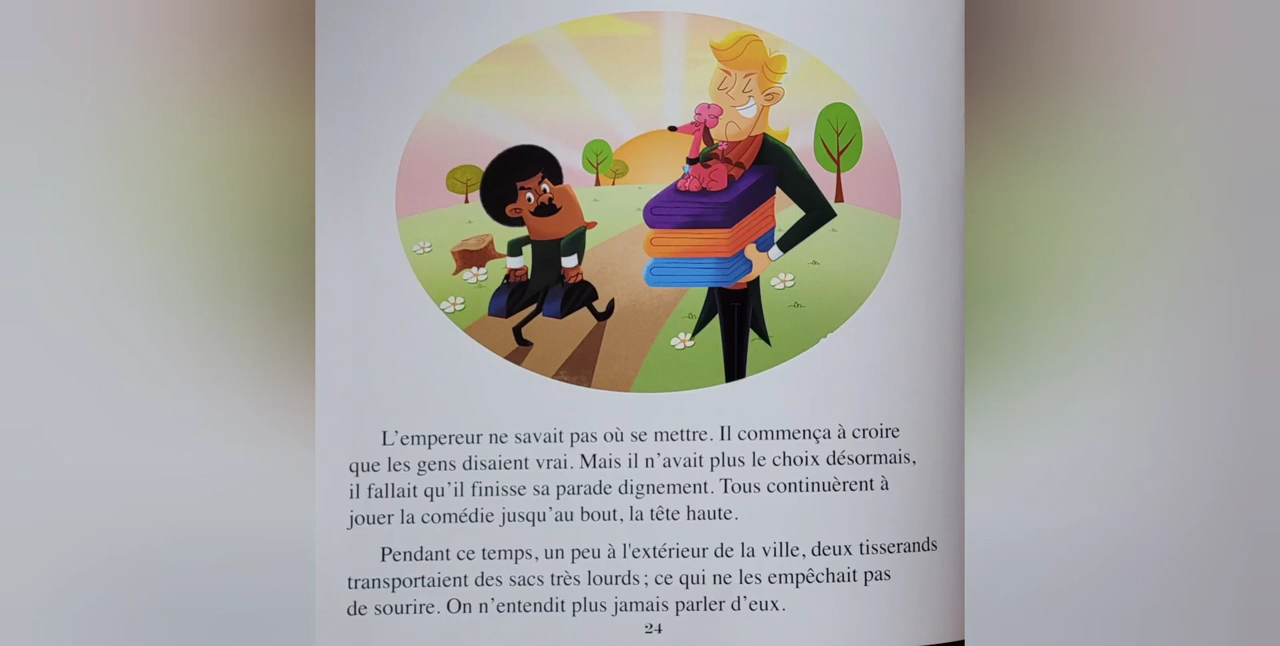 L’empereur ne savait pas où se mettre. Il commença à croire
que les gens disaient vrai. Mais il n’avait plus le choix désormais,
il fallait qu’il finisse sa parade dignement. Tous continuèrent à
jouer la comédie jusqu’au bout, la tête haute.
Pendant ce temps, un peu à l'extérieur de la ville, deux tisserands
transportaient des sacs très lourds ; ce qui ne les empêchait pas
de sourire. On n’entendit plus jamais parler d’eux.
24